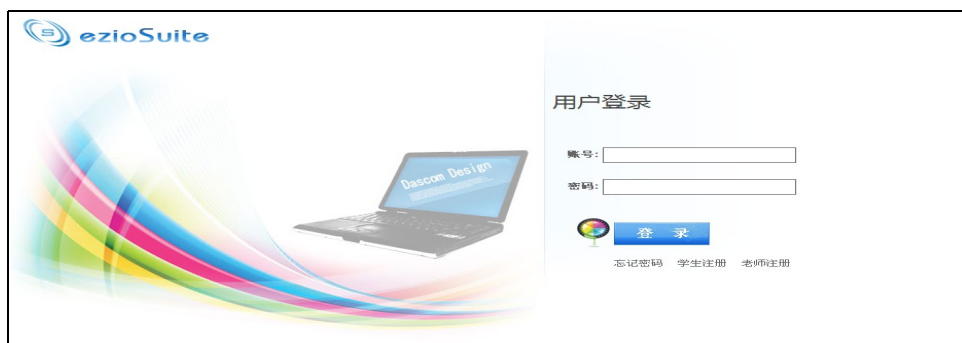 ezioSuite
用户登录
账号:
密码:
Dascom Design
登 录
忘记密码 学生注册 老师注册